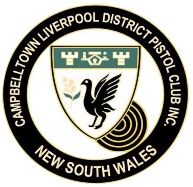 CAMPBELLTOWN LIVERPOOL DISTRICT PISTOL CLUB INC.
NEW SOUTH WALES